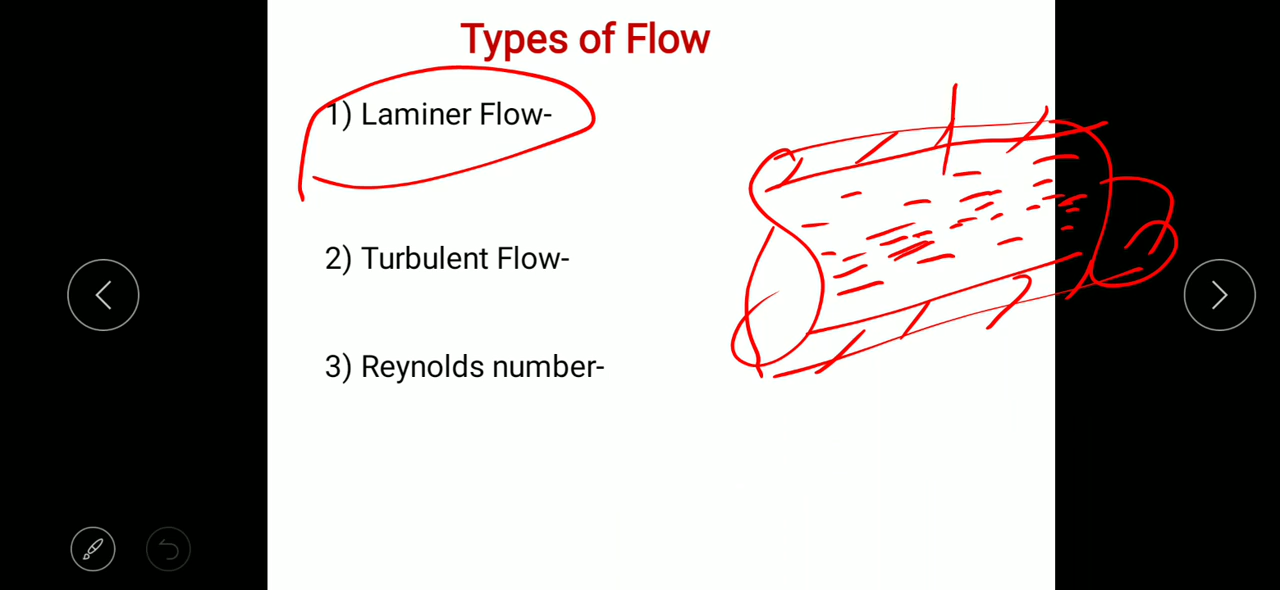 Types of Flow
1) Laminer Flow-
2) Turbulent Flow-
3) Reynolds number-